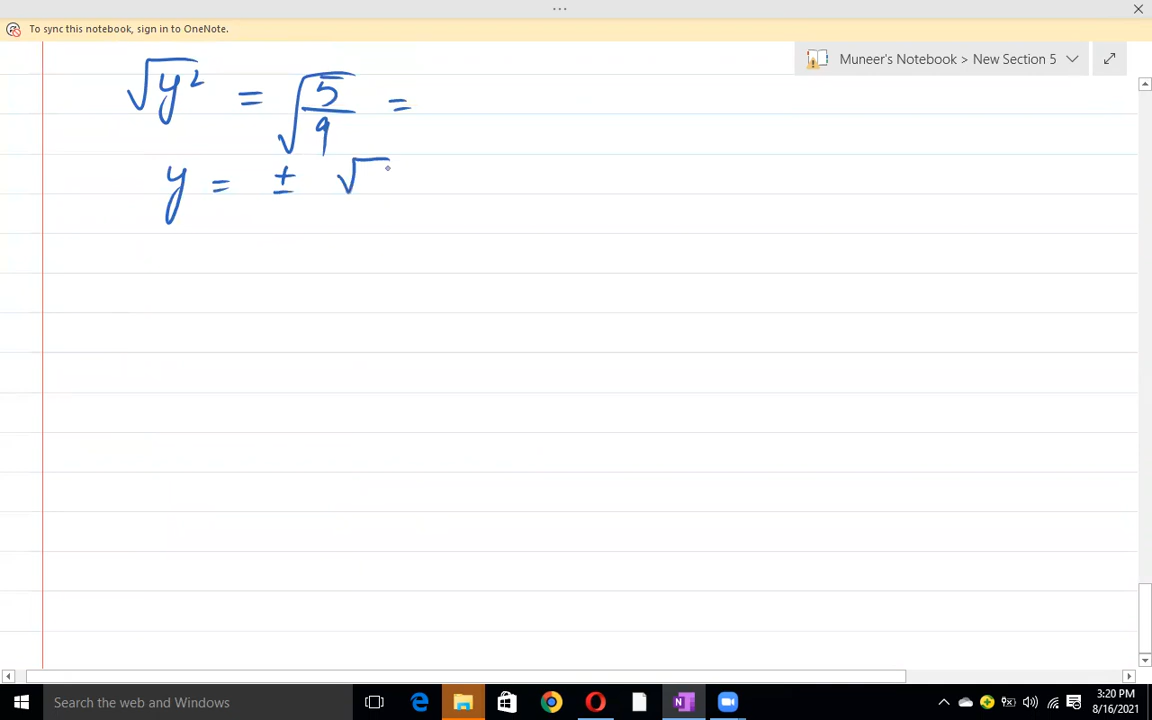 ...
To sync this notebook, sign in to OneNote.
Muneer's Notebook > New Section 5
√y² = √5/9 =
y = ± √
Search the web and Windows
3:20 PM
8/16/2021